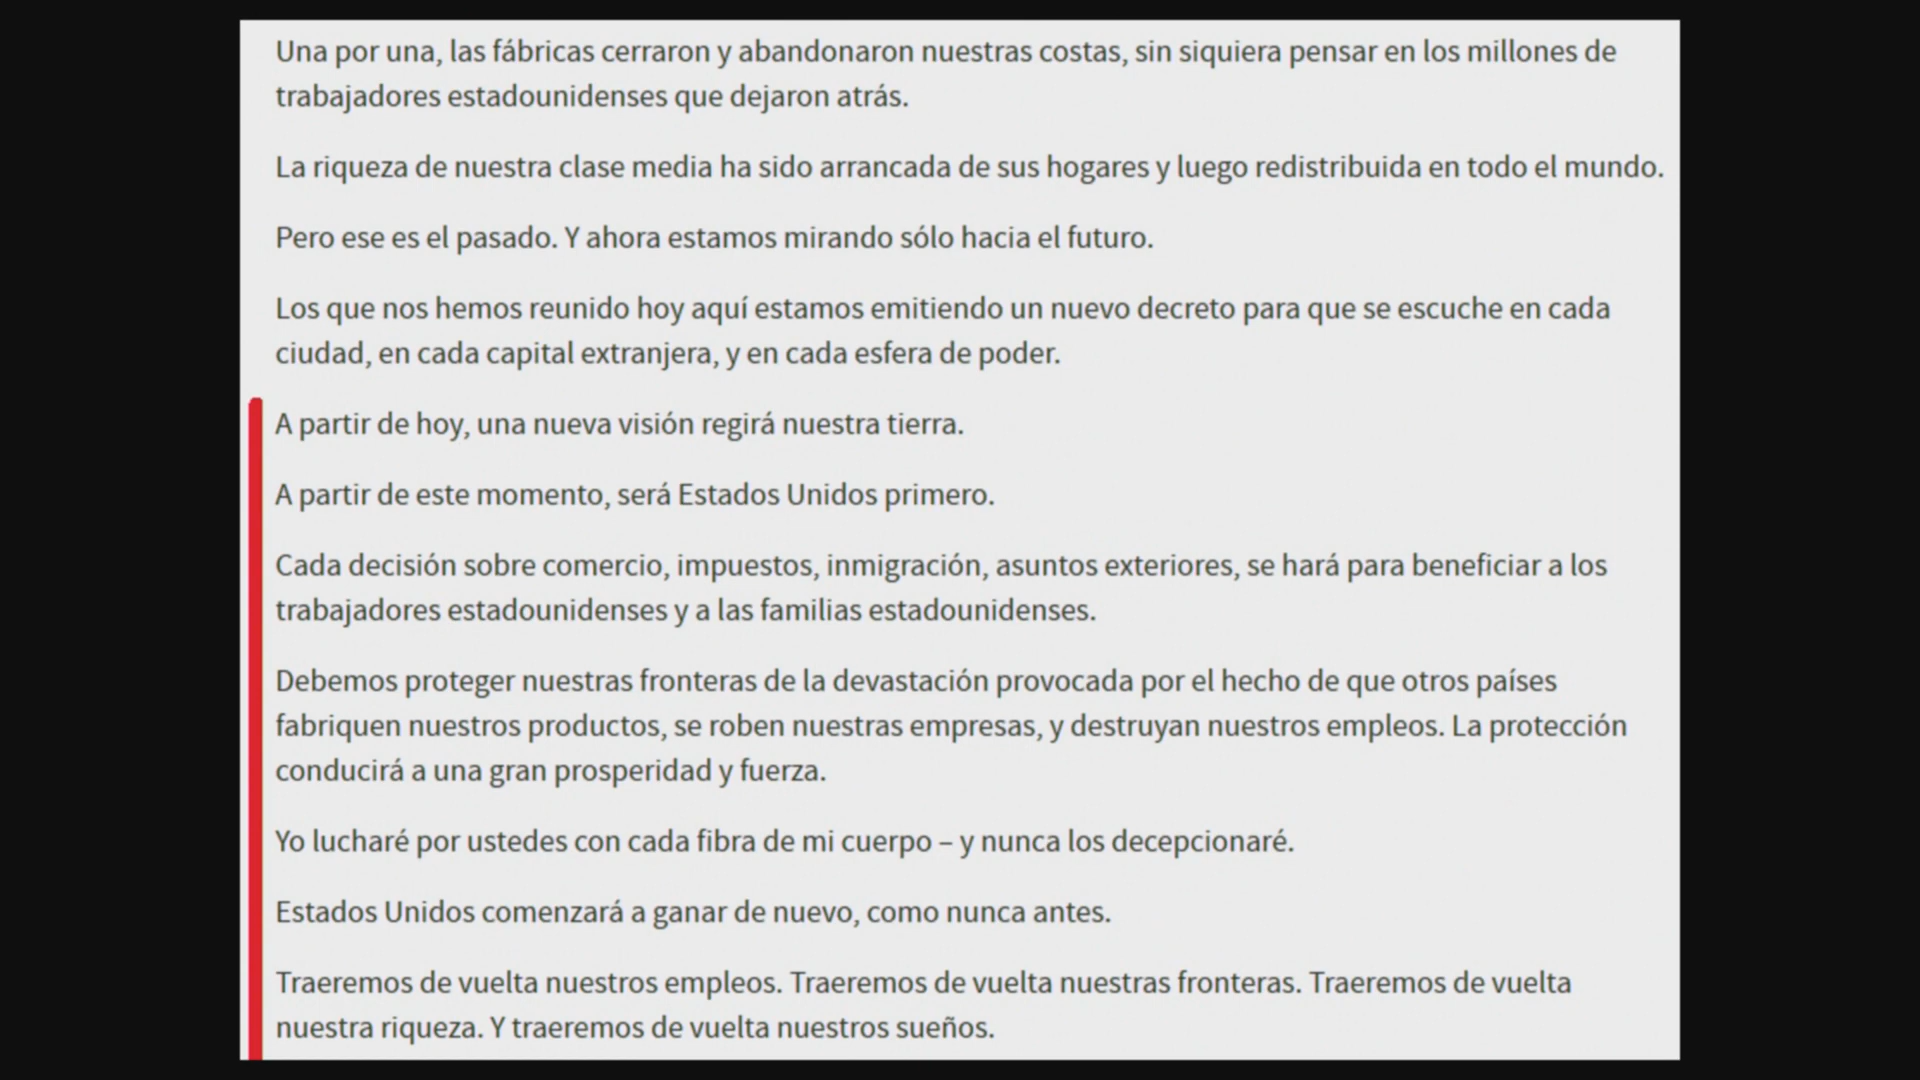 Una por una, las fábricas cerraron y abandonaron nuestras costas, sin siquiera pensar en los millones de
trabajadores estadounidenses que dejaron atrás.
La riqueza de nuestra clase media ha sido arrancada de sus hogares y luego redistribuida en todo el mundo.
Pero ese es el pasado. Y ahora estamos mirando sólo hacia el futuro.
Los que nos hemos reunido hoy aquí estamos emitiendo un nuevo decreto para que se escuche en cada
ciudad, en cada capital extranjera, y en cada esfera de poder.
A partir de hoy, una nueva visión regirá nuestra tierra.
A partir de este momento, será Estados Unidos primero.
Cada decisión sobre comercio, impuestos, inmigración, asuntos exteriores, se hará para beneficiar a los
trabajadores estadounidenses y a las familias estadounidenses.
Debemos proteger nuestras fronteras de la devastación provocada por el hecho de que otros países
fabriquen nuestros productos, se roben nuestras empresas, y destruyan nuestros empleos. La protección
conducirá a una gran prosperidad y fuerza.
Yo lucharé por ustedes con cada fibra de mi cuerpo – y nunca los decepcionaré.
Estados Unidos comenzará a ganar de nuevo, como nunca antes.
Traeremos de vuelta nuestros empleos. Traeremos de vuelta nuestras fronteras. Traeremos de vuelta
nuestra riqueza. Y traeremos de vuelta nuestros sueños.